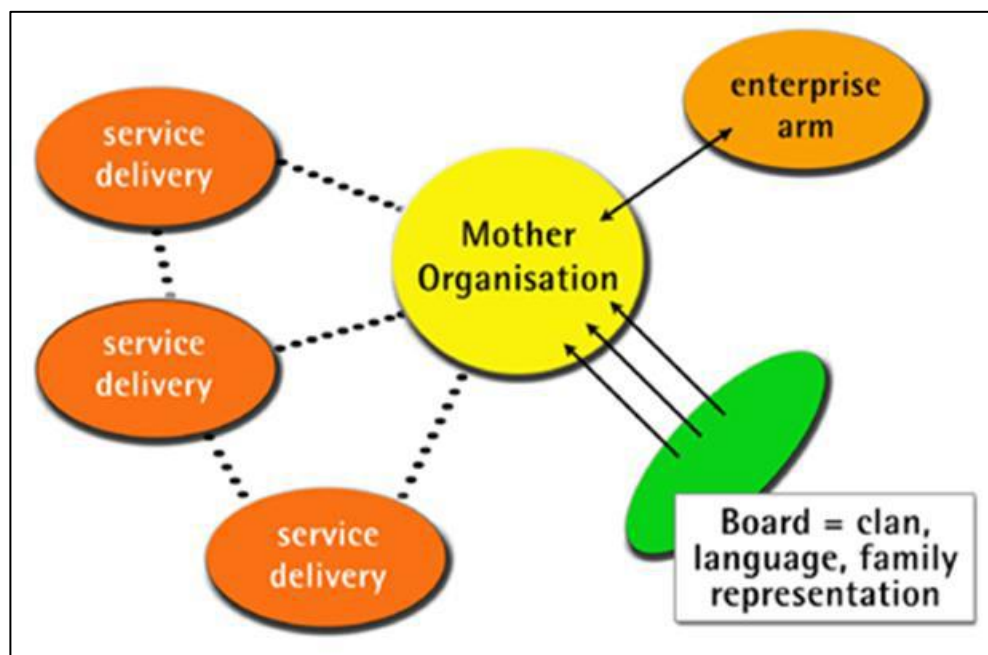 service
delivery
enterprise
arm
Mother
Organisation
service
delivery
service
delivery
Board = clan,
language, family
representation